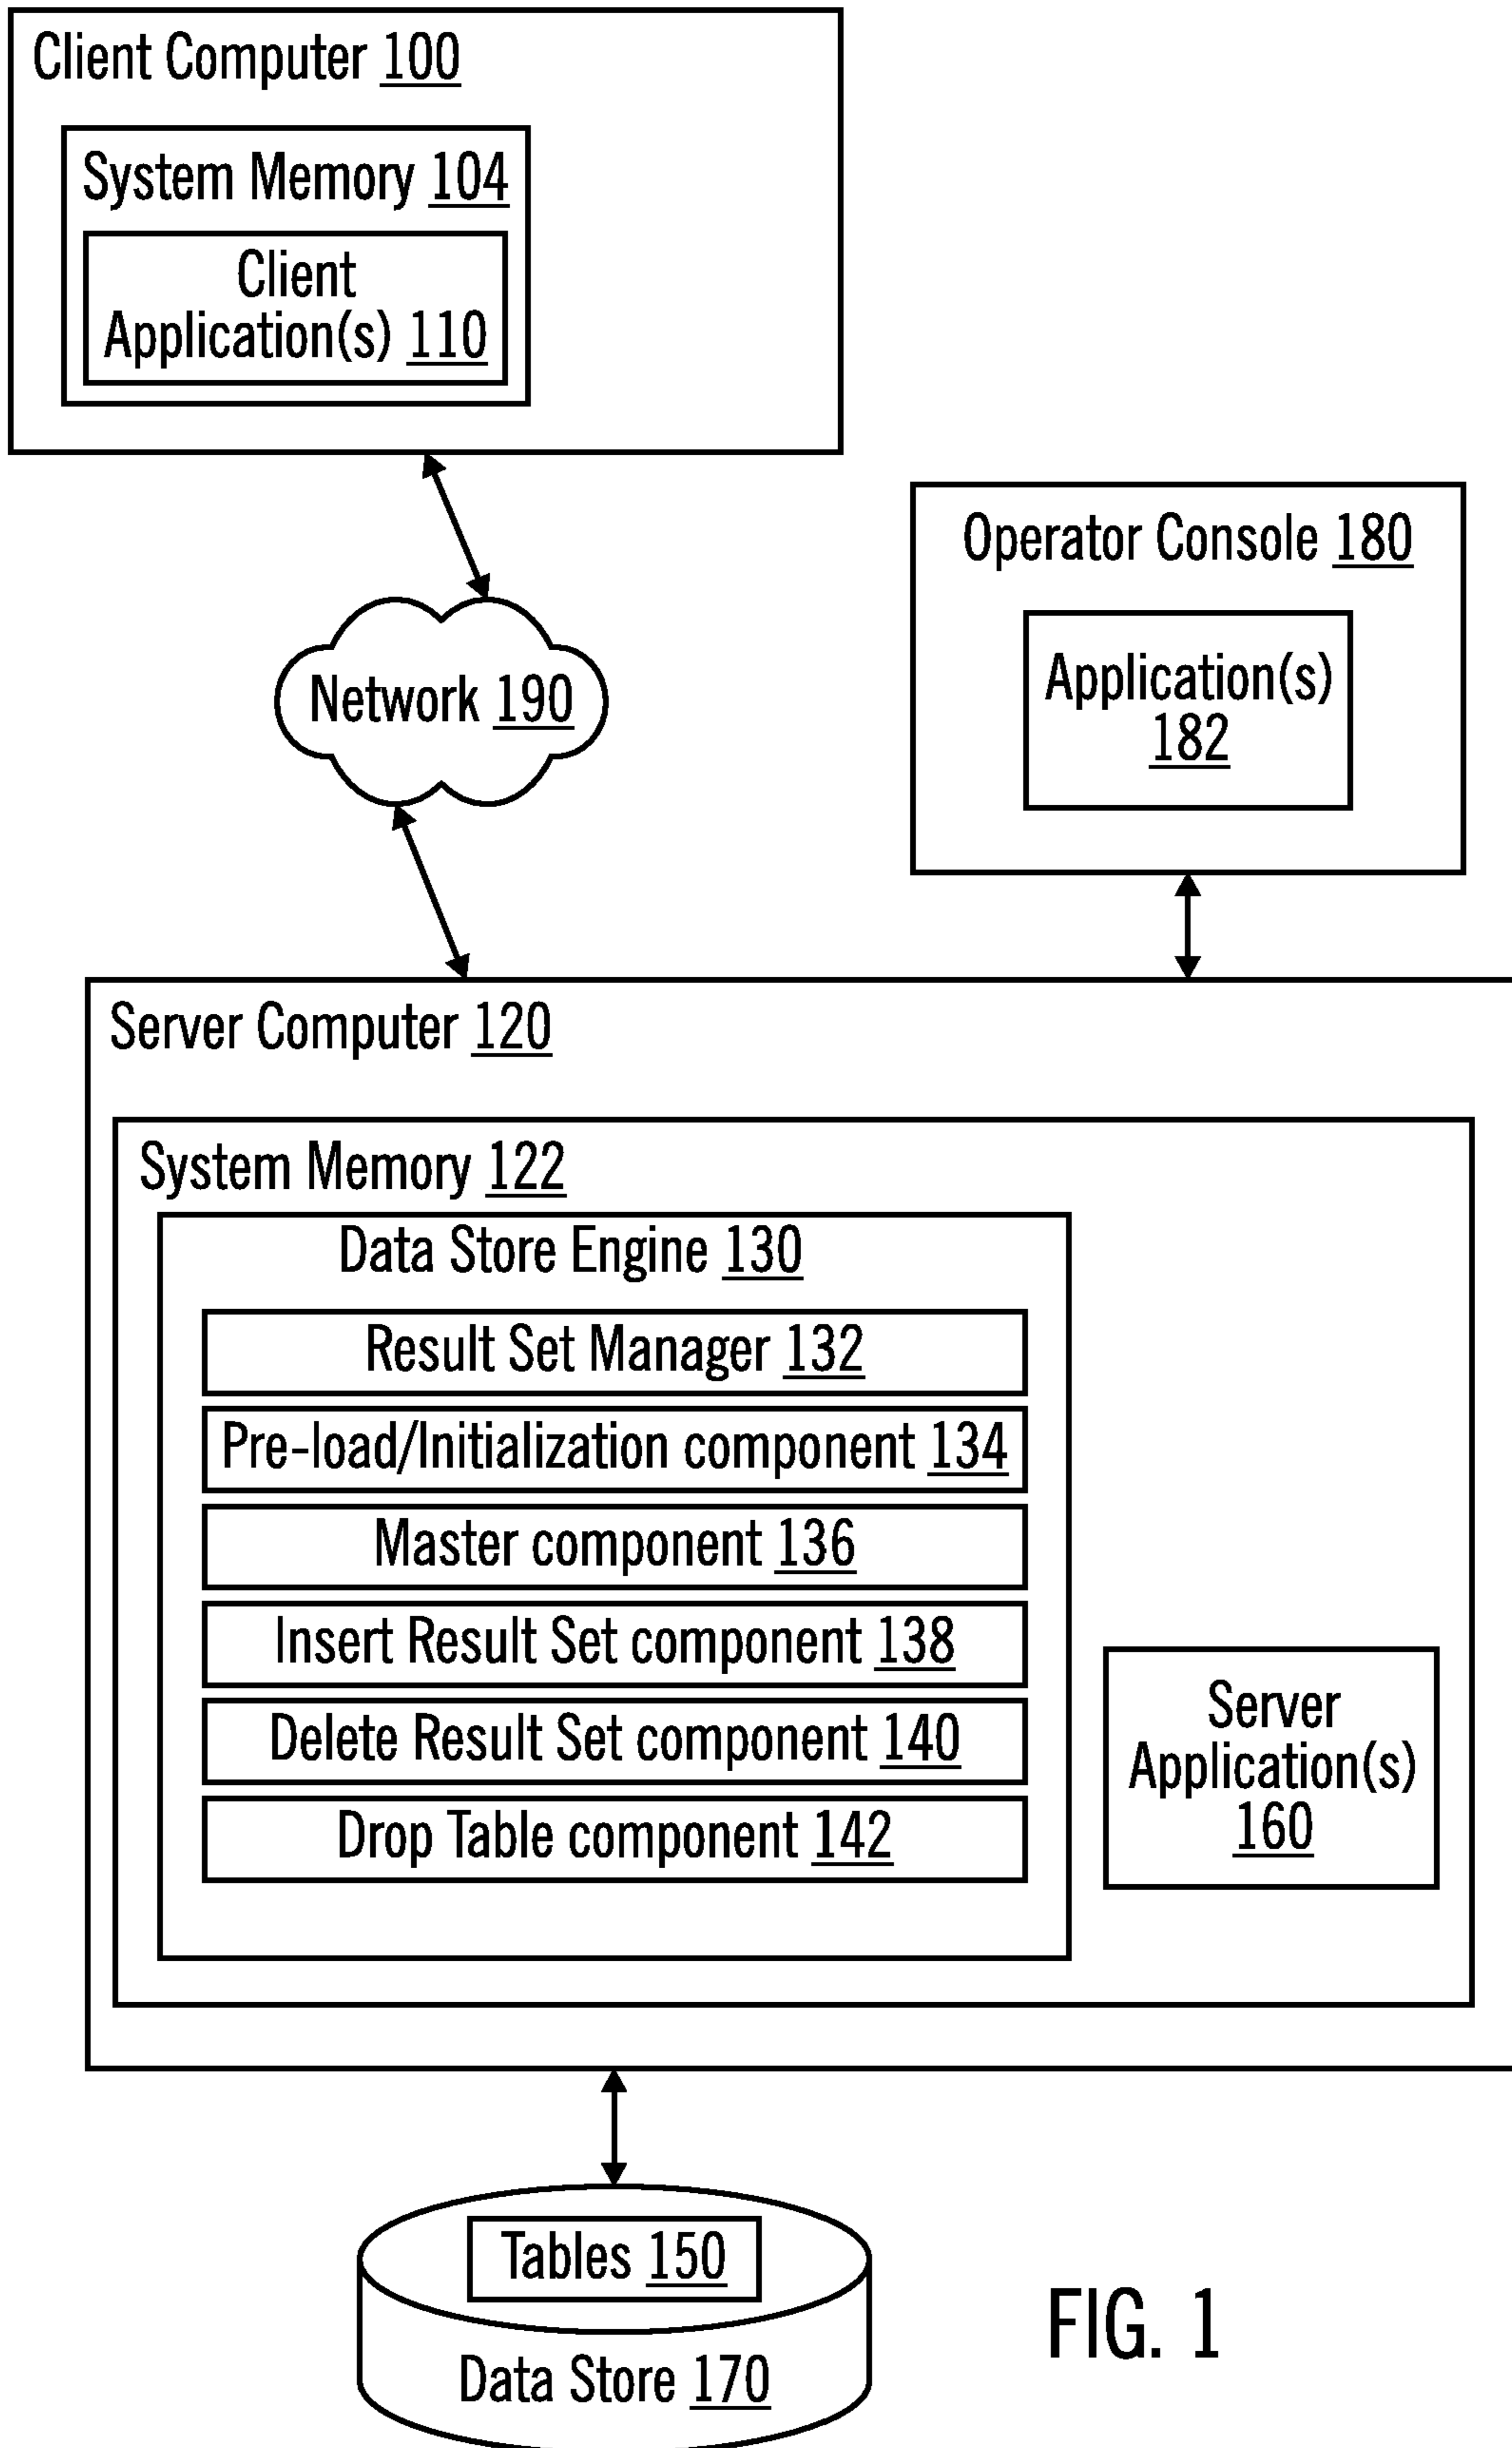 Client Computer 100
System Memory 104
Client
Application(s) 110
Operator Console 180
Application(s)
182
Network 190
Server Computer 120
System Memory 122
Data Store Engine 130
Result Set Manager 132
Pre-load/Initialization component 134
Master component 136
Insert Result Set component 138
Delete Result Set component 140
Drop Table component 142
Server
Application(s)
160
Tables 150
Data Store 170
FIG. 1